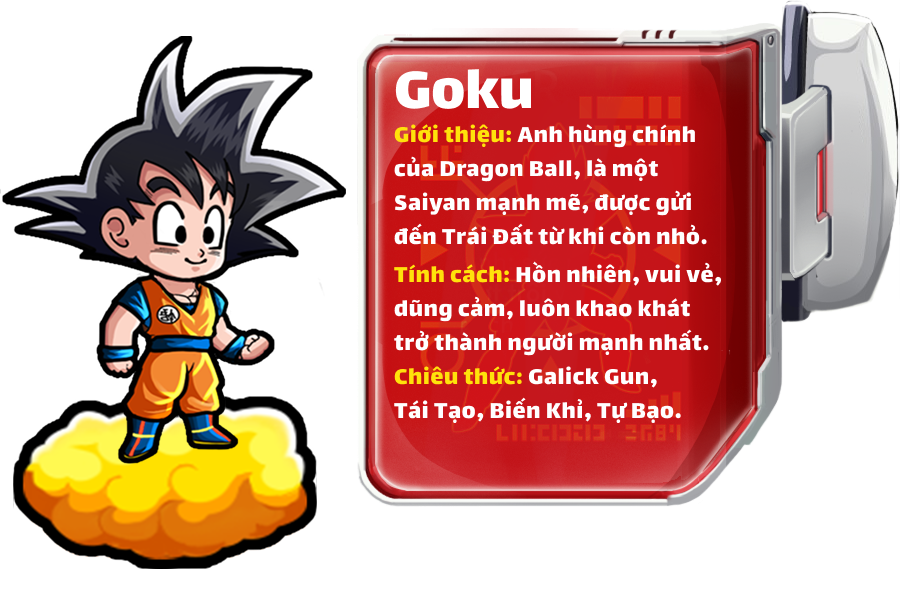 Goku
Giới thiệu: Anh hùng chính
của Dragon Ball, là một
Saiyan mạnh mẽ, được gửi
đến Trái Đất từ khi còn nhỏ.
Tính cách: Hồn nhiên, vui vẻ,
dũng cảm, luôn khao khát
trở thành người mạnh nhất.
Chiêu thức: Galick Gun,
Tái Tạo, Biến Khỉ, Tự Bạo.